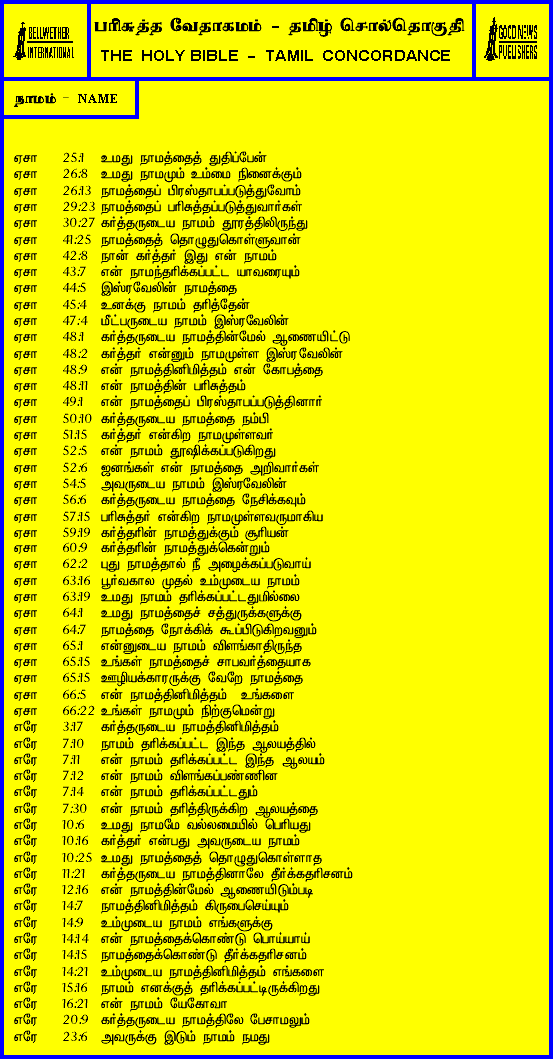 BELLWETHER INTERNATIONAL
பரிசுத்த வேதாகமம் - தமிழ் சொல்தொகுதி
THE HOLY BIBLE - TAMIL CONCORDANCE
GOOD NEWS PUBLISHERS
நாமம் - NAME
ஏசா 25:1 உமது நாமத்தைத் துதிப்பேன்
ஏசா 26:8 உமது நாமமும் உம்மை நினைக்கும்
ஏசா 26:13 நாமத்தைப் பிரஸ்தாபப்படுத்துவோம்
ஏசா 29:23 நாமத்தைப் பரிசுத்தப்படுத்துவார்கள்
ஏசா 30:27 கர்த்தருடைய நாமம் தூரத்திலிருந்து
ஏசா 41:25 நாமத்தைத் தொழுதுகொள்ளுவான்
ஏசா 42:8 நான் கர்த்தர் இது என் நாமம்
ஏசா 43:7 என் நாமந்தரிக்கப்பட்ட யாவரையும்
ஏசா 44:5 இஸ்ரவேலின் நாமத்தை
ஏசா 45:4 உனக்கு நாமம் தரித்தேன்
ஏசா 47:4 மீட்பருடைய நாமம் இஸ்ரவேலின்
ஏசா 48:1 கர்த்தருடைய நாமத்தின்மேல் ஆணையிட்டு
ஏசா 48:2 கர்த்தர் என்னும் நாமமுள்ள இஸ்ரவேலின்
ஏசா 48:9 என் நாமத்தினிமித்தம் என் கோபத்தை
ஏசா 48:11 என் நாமத்தின் பரிசுத்தம்
ஏசா 49:1 என் நாமத்தைப் பிரஸ்தாபப்படுத்தினார்
ஏசா 50:10 கர்த்தருடைய நாமத்தை நம்பி
ஏசா 51:15 கர்த்தர் என்கிற நாமமுள்ளவர்
ஏசா 52:5 என் நாமம் தூஷிக்கப்படுகிறது
ஏசா 52:6 ஜனங்கள் என் நாமத்தை அறிவார்கள்
ஏசா 54:5 அவருடைய நாமம் இஸ்ரவேலின்
ஏசா 56:6 கர்த்தருடைய நாமத்தை நேசிக்கவும்
ஏசா 57:15 பரிசுத்தர் என்கிற நாமமுள்ளவருமாகிய
ஏசா 59:19 கர்த்தரின் நாமத்துக்கும் சூரியன்
ஏசா 60:9 கர்த்தரின் நாமத்துக்கென்றும்
ஏசா 62:2 புது நாமத்தால் நீ அழைக்கப்படுவாய்
ஏசா 63:16 பூர்வகால முதல் உம்முடைய நாமம்
ஏசா 63:19 உமது நாமம் தரிக்கப்பட்டதுமில்லை
ஏசா 64:1 உமது நாமத்தைச் சத்துருக்களுக்கு
ஏசா 64:7 நாமத்தை நோக்கிக் கூப்பிடுகிறவனும்
ஏசா 65:1 என்னுடைய நாமம் விளங்காதிருந்த
ஏசா 65:15 உங்கள் நாமத்தைச் சாபவர்த்தையாக
ஏசா 65:15 ஊழியக்காரருக்கு வேறே நாமத்தை
ஏசா 66:5 என் நாமத்தினிமித்தம் உங்களை
ஏசா 66:22 உங்கள் நாமமும் நிற்குமென்று
எரே 3:17 கர்த்தருடைய நாமத்தினிமித்தம்
எரே 7:10 நாமம் தரிக்கப்பட்ட இந்த ஆலயத்தில்
எரே 7:11 என் நாமம் தரிக்கப்பட்ட இந்த ஆலயம்
எரே 7:12 என் நாமம் விளங்கப்பண்ணின
எரே 7:14 என் நாமம் தரிக்கப்பட்டதும்
எரே 7:30 என் நாமம் தரித்திருக்கிற ஆலயத்தை
எரே 10:6 உமது நாமமே வல்லமையில் பெரியது
எரே 10:16 கர்த்தர் என்பது அவருடைய நாமம்
எரே 10:25 உமது நாமத்தைத் தொழுதுகொள்ளாத
எரே 11:21 கர்த்தருடைய நாமத்தினாலே தீர்க்கதரிசனம்
எரே 12:16 என் நாமத்தின்மேல் ஆணையிடும்படி
எரே 14:7 நாமத்தினிமித்தம் கிருபைசெய்யும்
எரே 14:9 உம்முடைய நாமம் எங்களுக்கு
எரே 14:14 என் நாமத்தைக்கொண்டு பொய்யாய்
எரே 14:15 நாமத்தைக்கொண்டு தீர்க்கதரிசனம்
எரே 14:21 உம்முடைய நாமத்தினிமித்தம் எங்களை
எரே 15:16 நாமம் எனக்குத் தரிக்கப்பட்டிருக்கிறது
எரே 16:21 என் நாமம் யேகோவா
எரே 20:9 கர்த்தருடைய நாமத்திலே பேசாமலும்
எரே 23:6 அவருக்கு இடும் நாமம் நமது